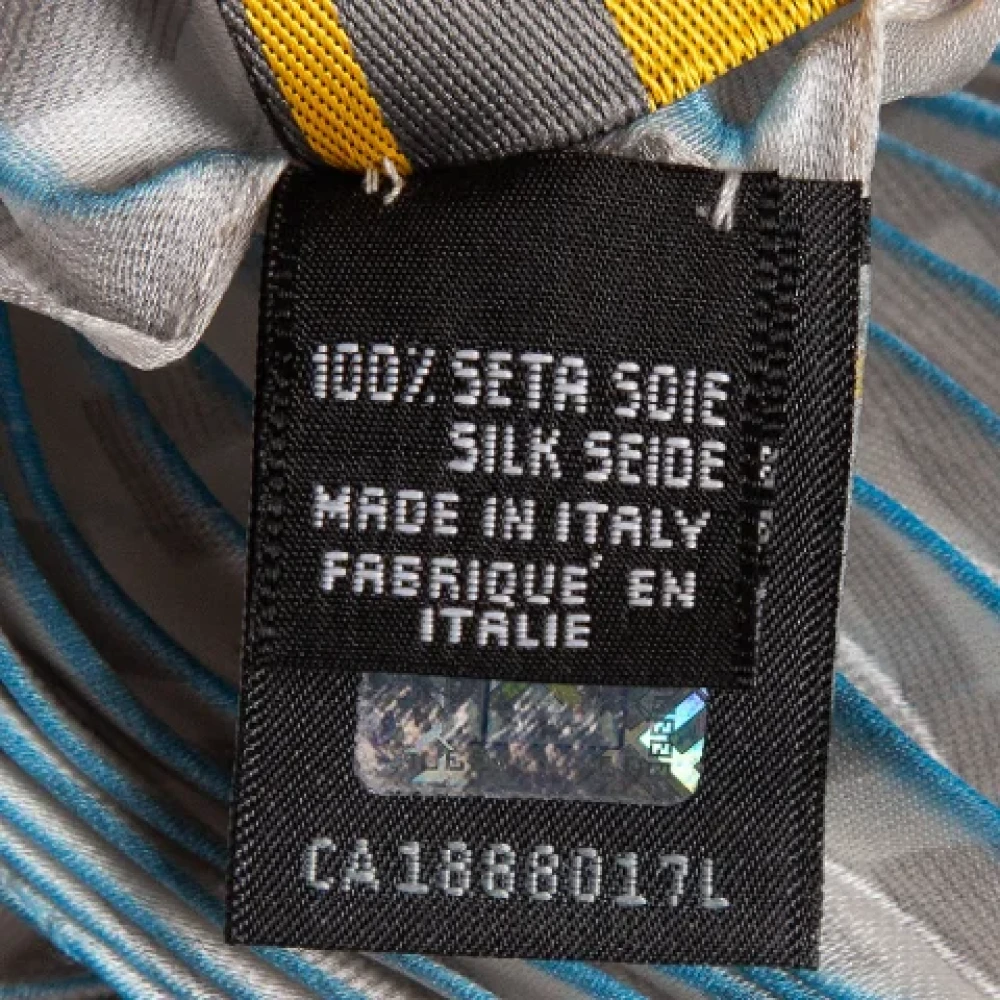 100% SETA SOIE
SILK SEIDE
MADE IN ITALY
FABRIQUE' EN
ITALIE
CA1888017L